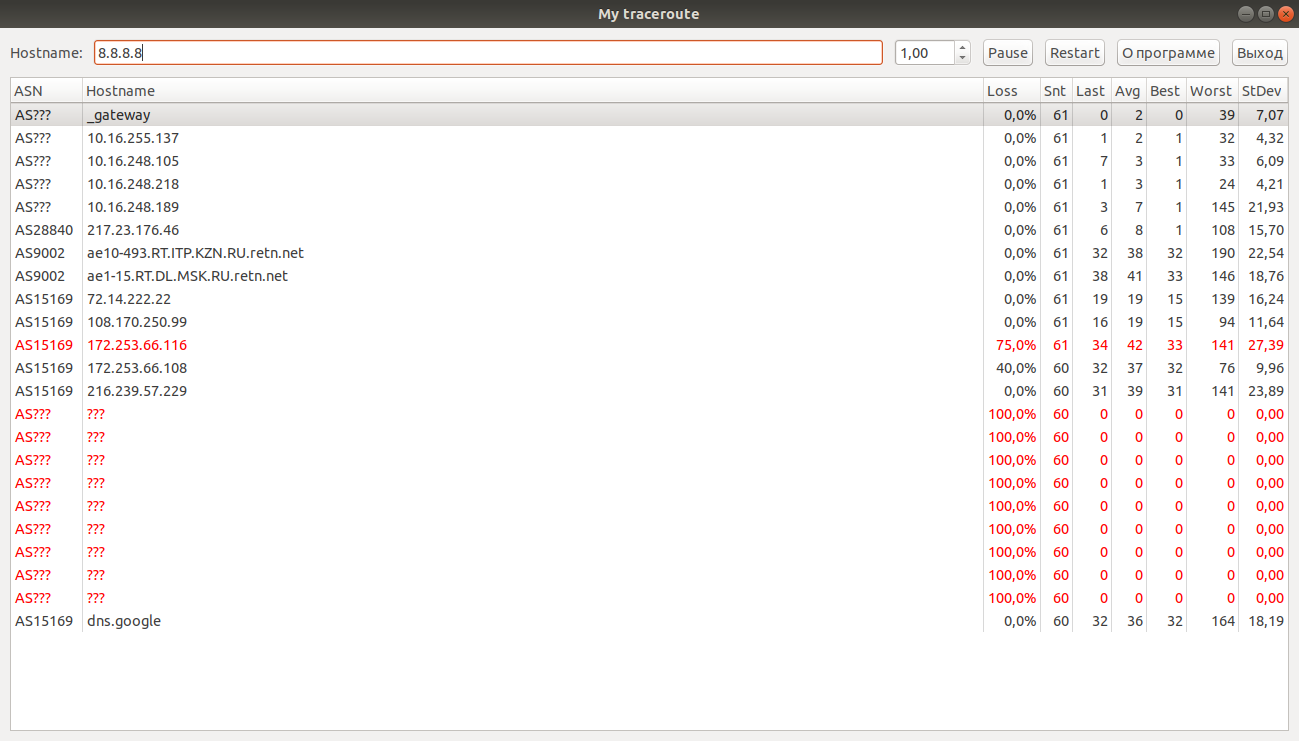 My traceroute
Hostname: 8.8.8.8 1,00 Pause Restart О программе Выход
ASN Hostname Loss Snt Last Avg Best Worst StDev
AS??? _gateway 0,0% 61 0 2 0 39 7,07
AS??? 10.16.255.137 0,0% 61 1 2 1 32 4,32
AS??? 10.16.248.105 0,0% 61 7 3 1 33 6,09
AS??? 10.16.248.218 0,0% 61 1 3 1 24 4,21
AS??? 10.16.248.189 0,0% 61 3 7 1 145 21,93
AS28840 217.23.176.46 0,0% 61 6 8 1 108 15,70
AS9002 ae10-493.RT.ITP.KZN.RU.retn.net 0,0% 61 32 38 32 190 22,54
AS9002 ae1-15.RT.DL.MSK.RU.retn.net 0,0% 61 38 41 33 146 18,76
AS15169 72.14.222.22 0,0% 61 19 19 15 139 16,24
AS15169 108.170.250.99 0,0% 61 16 19 15 94 11,64
AS15169 172.253.66.116 75,0% 61 34 42 33 141 27,39
AS15169 172.253.66.108 40,0% 60 32 37 32 76 9,96
AS15169 216.239.57.229 0,0% 60 31 39 31 141 23,89
AS??? ??? 100,0% 60 0 0 0 0 0,00
AS??? ??? 100,0% 60 0 0 0 0 0,00
AS??? ??? 100,0% 60 0 0 0 0 0,00
AS??? ??? 100,0% 60 0 0 0 0 0,00
AS??? ??? 100,0% 60 0 0 0 0 0,00
AS??? ??? 100,0% 60 0 0 0 0 0,00
AS??? ??? 100,0% 60 0 0 0 0 0,00
AS??? ??? 100,0% 60 0 0 0 0 0,00
AS??? ??? 100,0% 60 0 0 0 0 0,00
AS15169 dns.google 0,0% 60 32 36 32 164 18,19